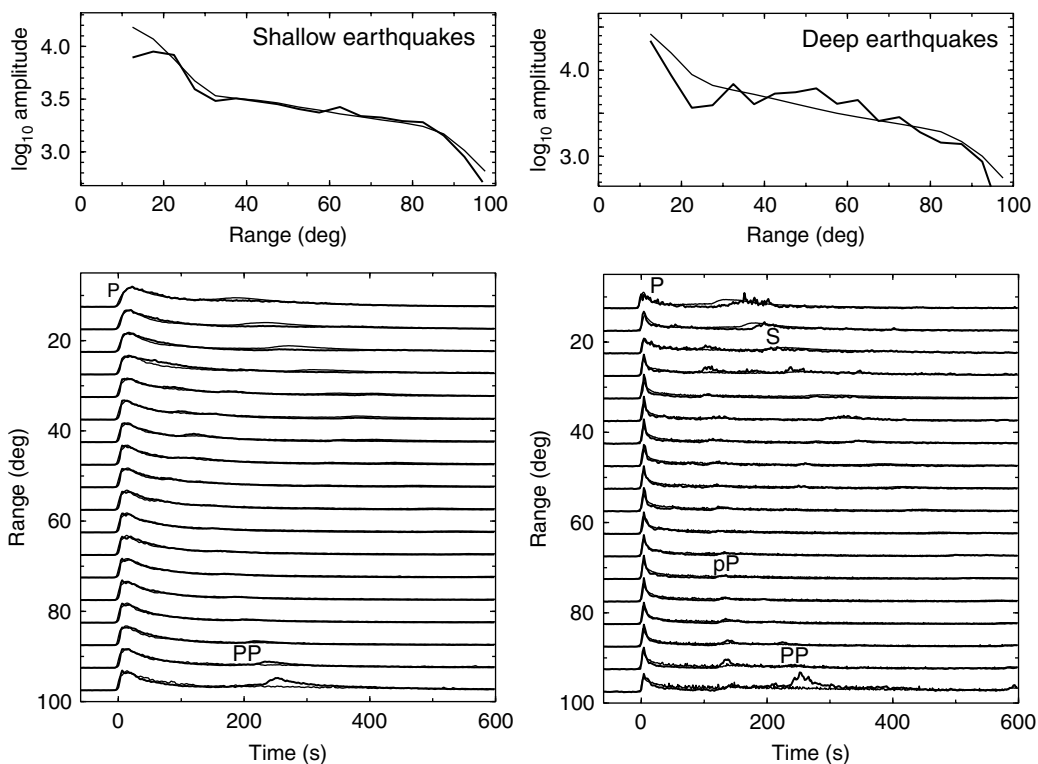 Shallow earthquakes
log10 amplitude
4.0
3.5
3.0
0 20 40 60 80 100
Range (deg)
Deep earthquakes
log10 amplitude
4.0
3.0
0 20 40 60 80 100
Range (deg)
P
20
40
60
80
100
Range (deg)
PP
0 200 400 600
Time (s)
P
S
20
40
60
80
100
Range (deg)
pP
PP
0 200 400 600
Time (s)